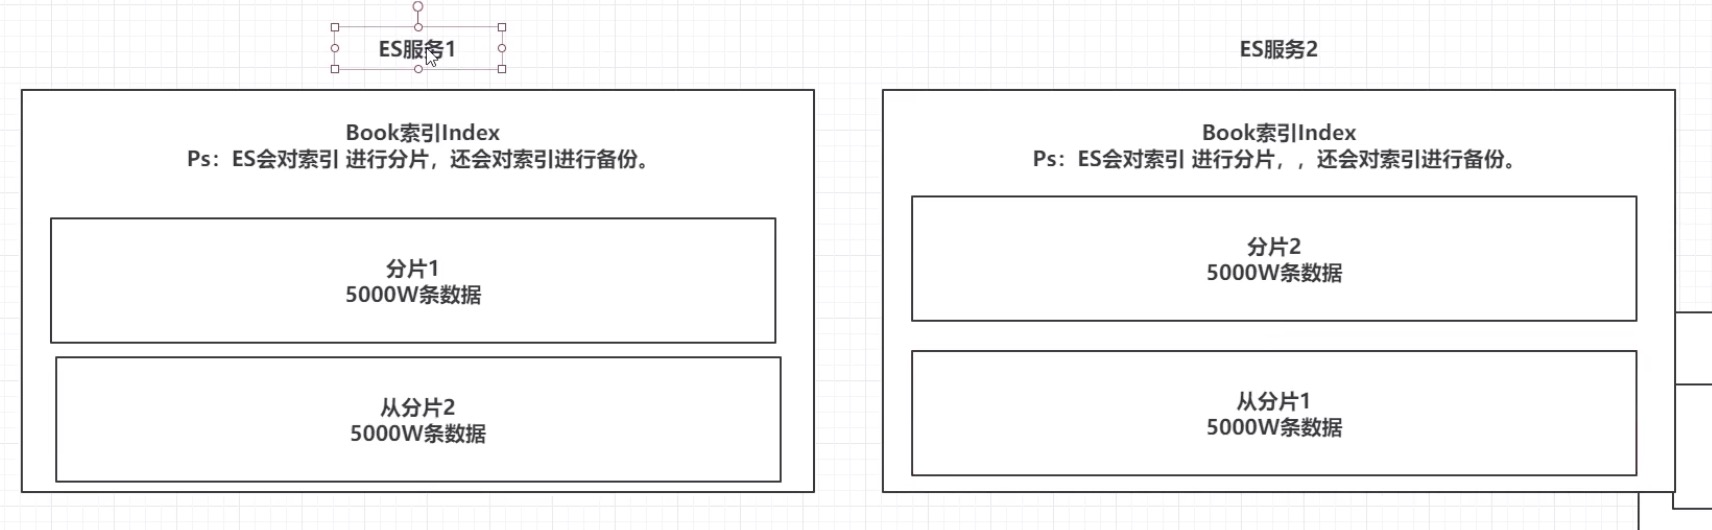 ES服务1
Book索引Index
Ps：ES会对索引 进行分片，还会对索引进行备份。
分片1
5000W条数据
从分片2
5000W条数据
ES服务2
Book索引Index
Ps：ES会对索引 进行分片，，还会对索引进行备份。
分片2
5000W条数据
从分片1
5000W条数据